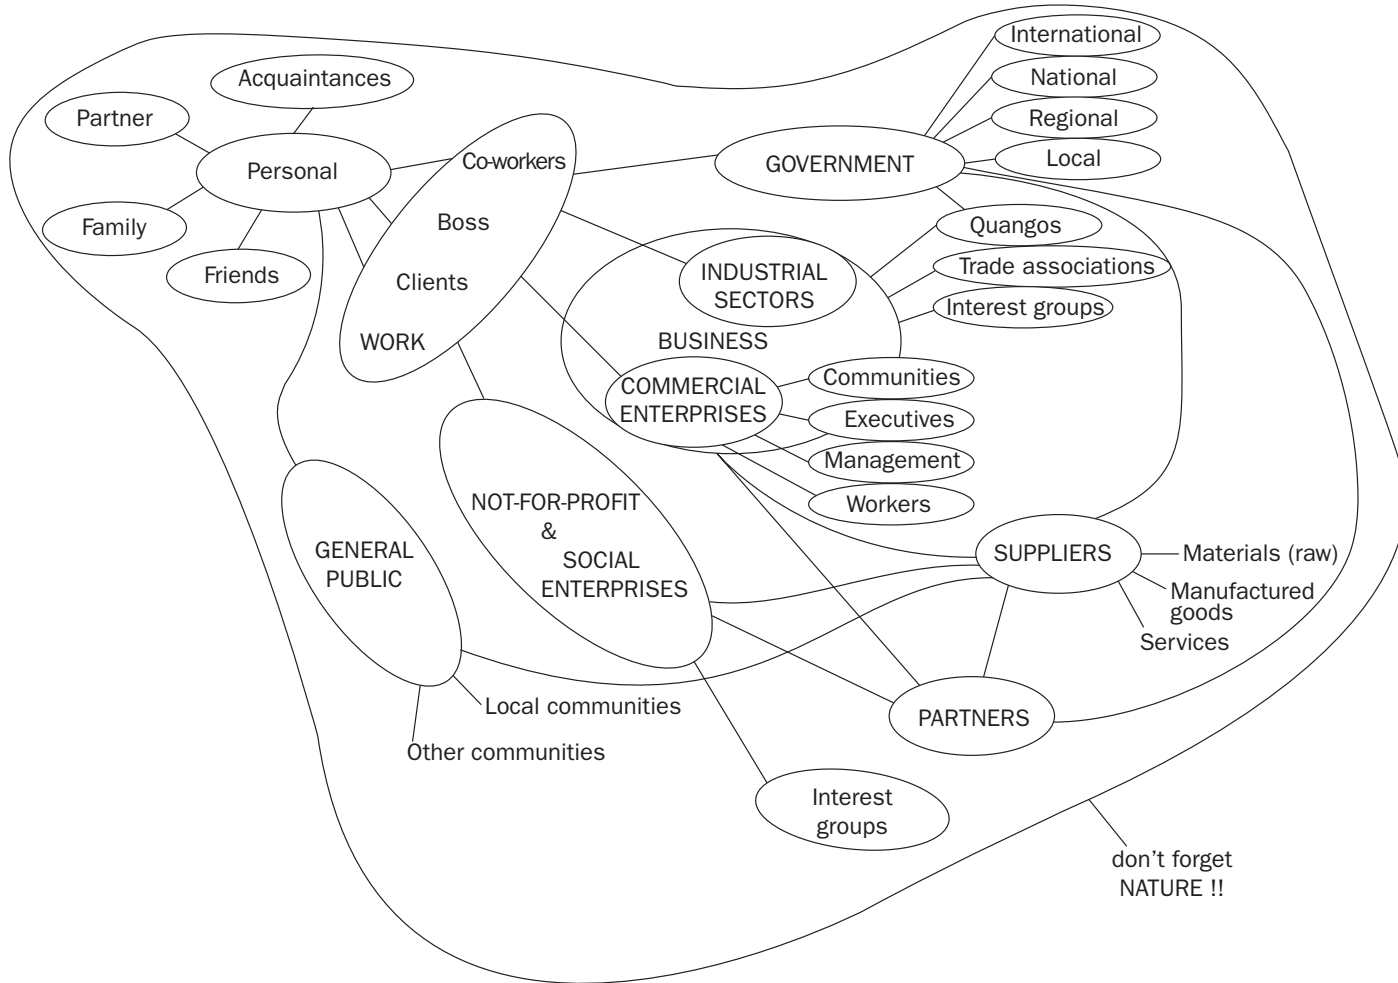 International
National
Regional
Local
Acquaintances
Partner
Personal
Family
Friends
Co-workers
Boss
Clients
WORK
GOVERNMENT
Quangos
Trade associations
Interest groups
INDUSTRIAL
SECTORS
BUSINESS
COMMERCIAL
ENTERPRISES
Communities
Executives
Management
Workers
NOT-FOR-PROFIT
&
SOCIAL
ENTERPRISES
GENERAL
PUBLIC
SUPPLIERS
Materials (raw)
Manufactured
goods
Services
Local communities
Other communities
PARTNERS
Interest
groups
don't forget
NATURE !!